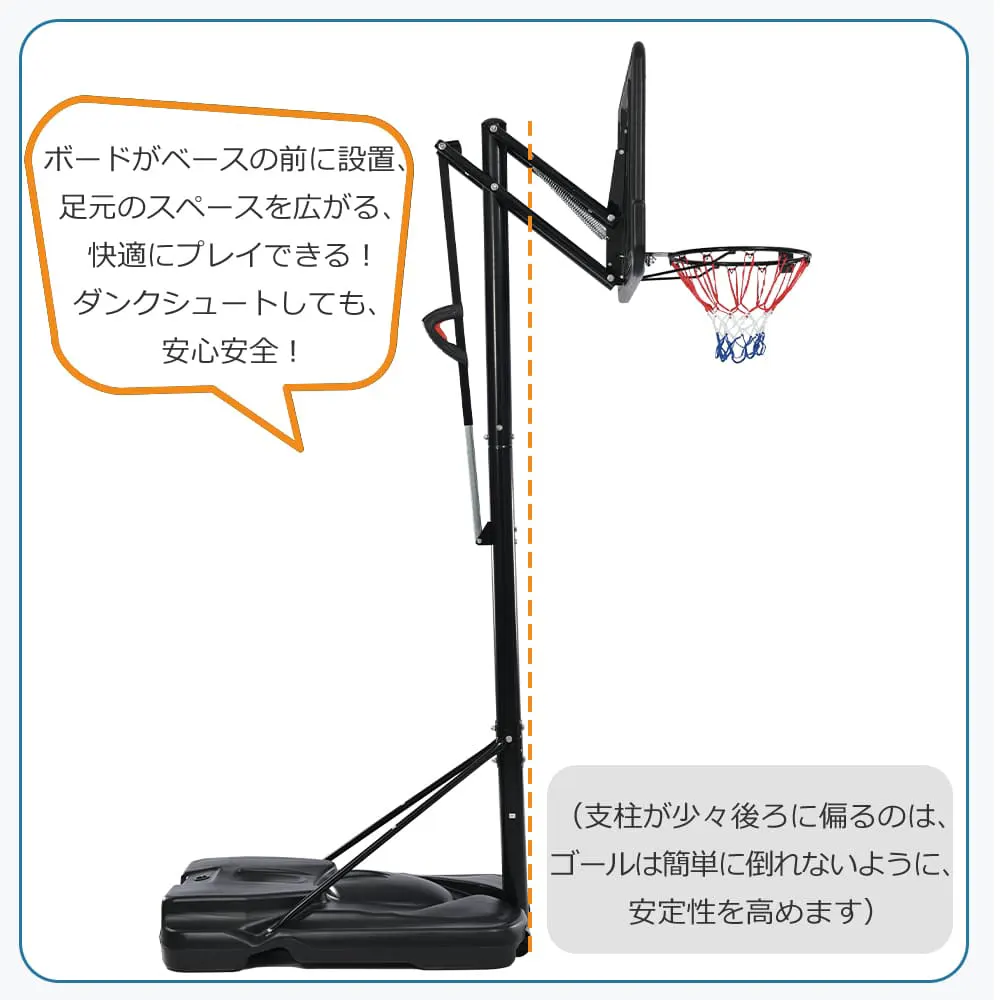 ボードがベースの前に設置、
足元のスペースを広がる、
快適にプレイできる！
ダンクシュートしても、
安心安全！
（支柱が少々後ろに偏るのは、
ゴールは簡単に倒れないように、
安定性を高めます）